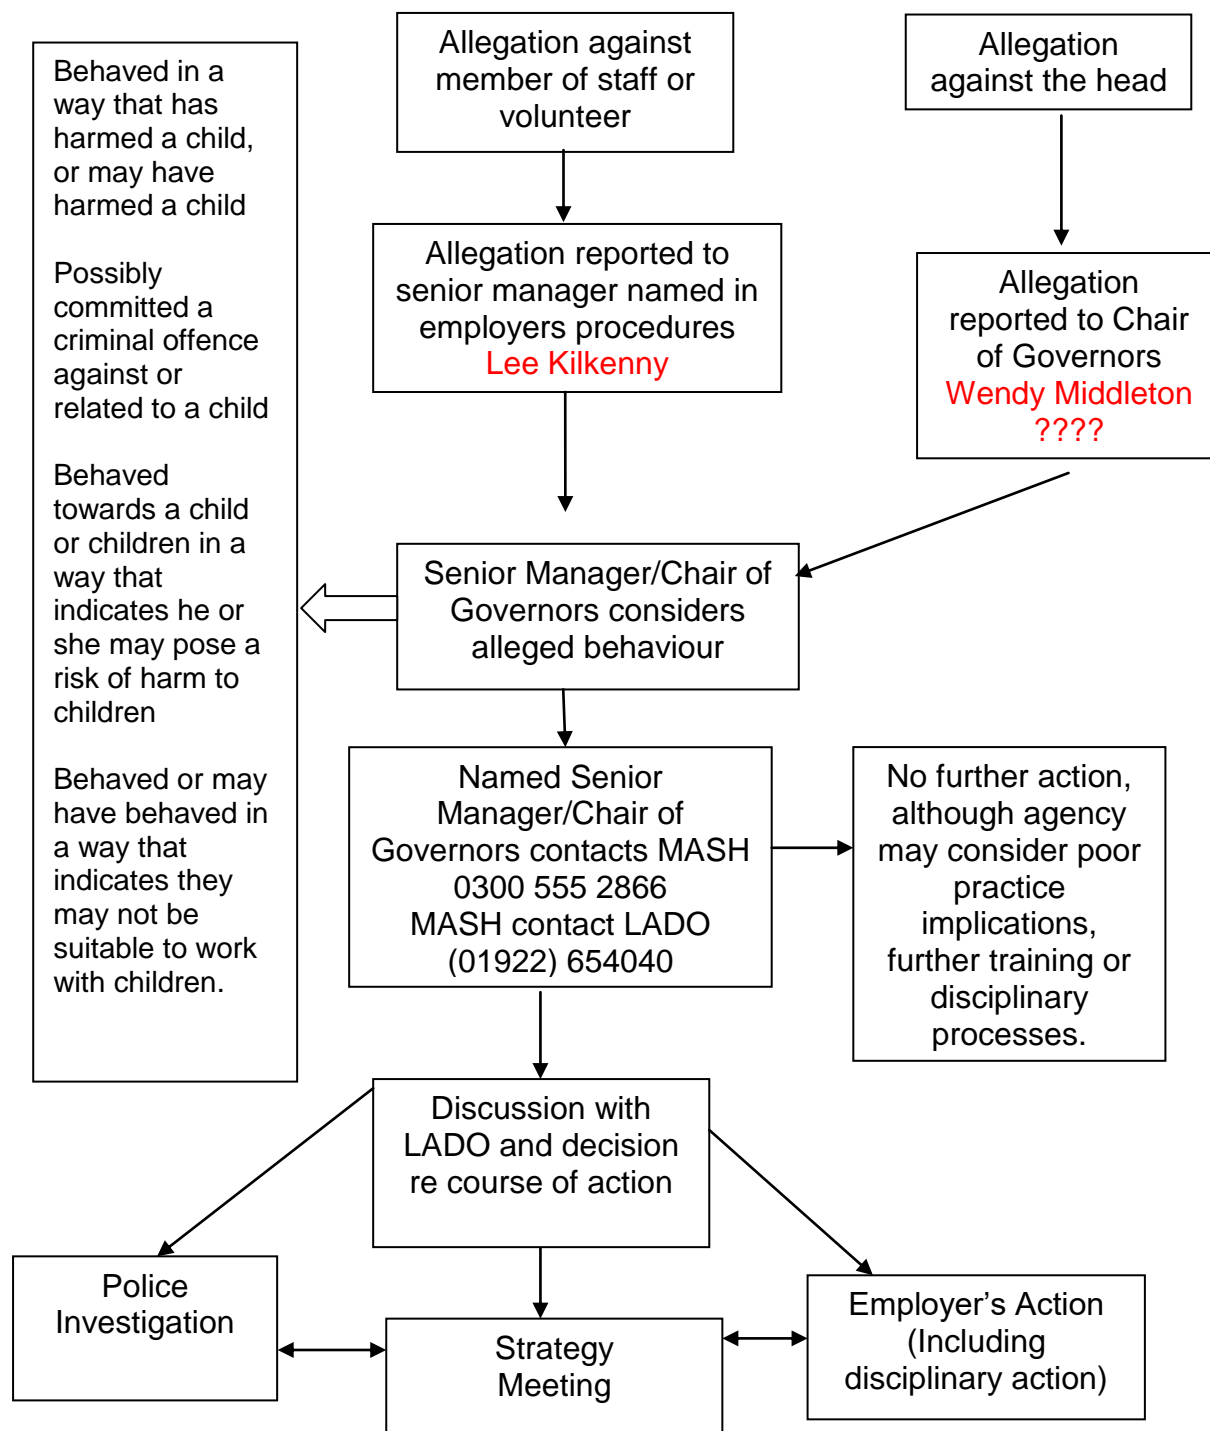 Behaved in a
way that has
harmed a child,
or may have
harmed a child
Possibly
committed a
criminal offence
against or
related to a child
Behaved
towards a child
or children in a
way that
indicates he or
she may pose a
risk of harm to
children
Behaved or may
have behaved in
a way that
indicates they
may not be
suitable to work
with children.
Allegation against
member of staff or
volunteer
Allegation
against the head
Allegation reported to
senior manager named in
employers procedures
Lee Kilkenny
Allegation
reported to Chair
of Governors
Wendy Middleton
????
Senior Manager/Chair of
Governors considers
alleged behaviour
Named Senior
Manager/Chair of
Governors contacts MASH
0300 555 2866
MASH contact LADO
(01922) 654040
No further action,
although agency
may consider poor
practice
implications,
further training or
disciplinary
processes.
Discussion with
LADO and decision
re course of action
Police
Investigation
Strategy
Meeting
Employer’s Action
(Including
disciplinary action)